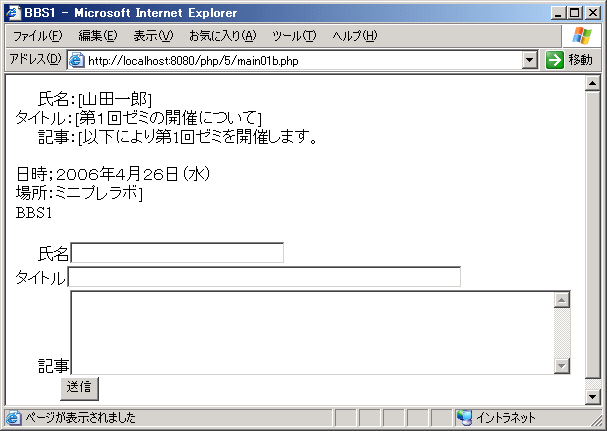 BBS1 - Microsoft Internet Explorer
ファイル(F) 編集(E) 表示(V) お気に入り(A) ツール(T) ヘルプ(H)
アドレス(D) http://localhost:8080/php/5/main01b.php 移動
氏名：[山田一郎]
タイトル：[第１回ゼミの開催について]
記事：[以下により第1回ゼミを開催します。
日時；２００６年４月２６日（水）
場所：ミニプレラボ]
BBS1
氏名
タイトル
記事
送信
ページが表示されました イントラネット